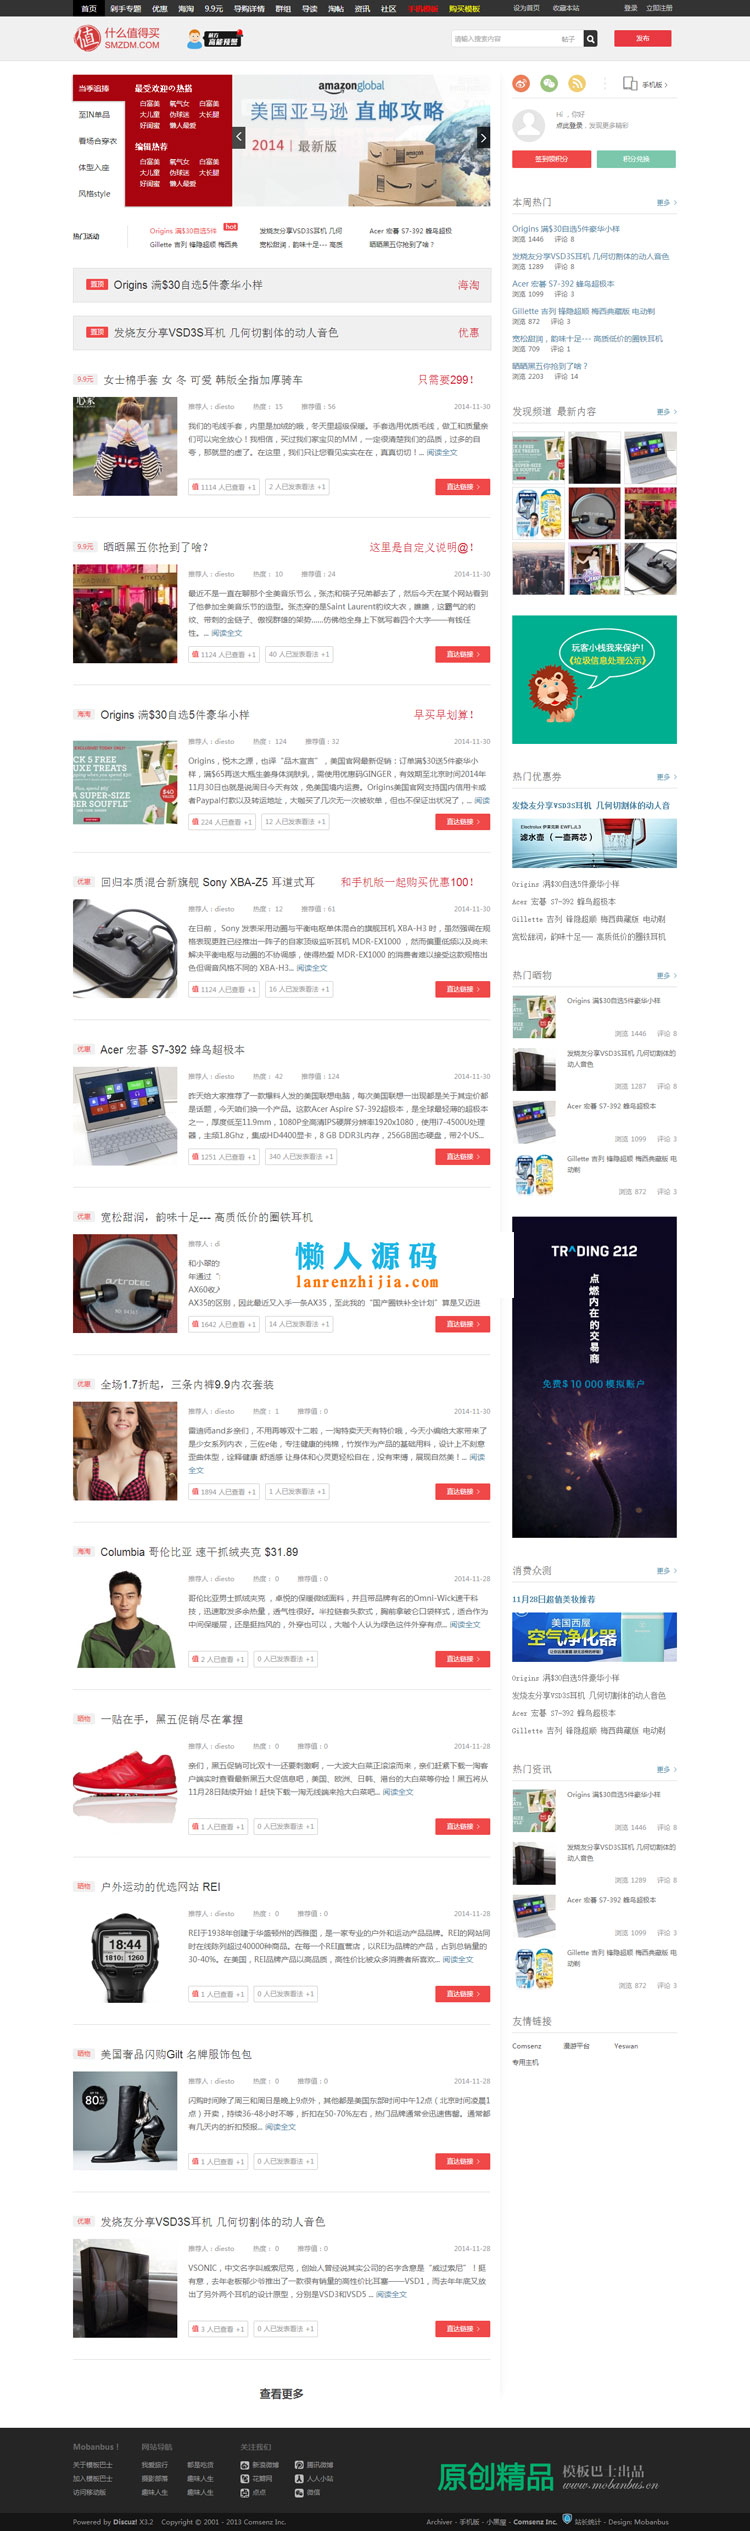 首页 到手专题 优惠 海淘 9.9元 导购详情 群组 导读 淘帖 资讯 社区 手机模板 购买模板 设为首页 收藏本站 登录 立即注册
值 什么值得买
SMZDM.COM
高能预警
请输入搜索内容 帖子 发布
当季追捧
至IN单品
看场合穿衣
体型入座
风格style
最受欢迎の热搭
白富美 氧气女 白富美
大儿童 伪球迷 大长腿
好闺蜜 懒人最爱
编辑热荐
白富美 氧气女 白富美
大儿童 伪球迷 大长腿
好闺蜜 懒人最爱
amazonglobal
美国亚马逊 直邮攻略
2014 | 最新版
手机版 >
Hi ，你好
点此登录，发现更多精彩
签到领积分 积分兑换
热门活动
Origins 满$30自选5件 hot 发烧友分享VSD3S耳机 几何 Acer 宏碁 S7-392 蜂鸟超极
Gillette 吉列 锋隐超顺 梅西典 宽松甜润，韵味十足--- 高质 晒晒黑五你抢到了啥？
置顶 Origins 满$30自选5件豪华小样 海淘
置顶 发烧友分享VSD3S耳机 几何切割体的动人音色 优惠
9.9元 女士棉手套 女 冬 可爱 韩版全指加厚骑车 只需要299！
推荐人：diesto 热度： 15 推荐值：56 2014-11-30
我们的毛线手套，内里是加绒的哦，冬天里超级保暖。手套选用优质毛线，做工和质量亲
们可以完全放心！我相信，买过我们家宝贝的MM，一定很清楚我们的品质，过多的自
夸，那就显的虚了。在这里，我们只让您看见实实在在，真真切切！... 阅读全文
值 1114 人已查看 +1 2 人已发表看法 +1 直达链接 >
9.9元 晒晒黑五你抢到了啥？ 这里是自定义说明@！
推荐人：diesto 热度： 10 推荐值：24 2014-11-30
最近不是一直在聊那个全美音乐节么，张杰和筷子兄弟都去了，然后今天在某个网站看到
了他参加全美音乐节的造型。张杰穿的是Saint Laurent豹纹大衣，瞧瞧，这霸气的豹
纹、带刺的金链子、傲视群雄的架势......仿佛他全身上下就写着四个大字——有钱任
性。... 阅读全文
值 1124 人已查看 +1 40 人已发表看法 +1 直达链接 >
海淘 Origins 满$30自选5件豪华小样 早买早划算！
推荐人：diesto 热度： 124 推荐值：32 2014-11-30
Origins，悦木之源，也译“品木宣言”，美国官网最新促销：订单满$30送5件豪华小
样，满$65再送大瓶生姜身体润肤乳，需使用优惠码GINGER，有效期至北京时间2014年
11月30日也就是说周日今天有效，免美国境内运费。Origins美国官网支持国内信用卡或
者Paypal付款以及转运地址，大咖买了几次无一次被砍单，但也不保证出状况了，... 阅读
值 224 人已查看 +1 12 人已发表看法 +1 直达链接 >
优惠 回归本质混合新旗舰 Sony XBA-Z5 耳道式耳 和手机版一起购买优惠100！
推荐人：diesto 热度： 12 推荐值：61 2014-11-30
在日前， Sony 发表采用动圈与平衡电枢单体混合的旗舰耳机 XBA-H3 时，虽然强调在规
格表现更胜已经推出一阵子的自家顶级监听耳机 MDR-EX1000 ，然而偏重低频以及尚未
解决平衡电枢与动圈的不协调感，使得热爱 MDR-EX1000 的消费者难以接受这款规格出
色但调音风格不同的 XBA-H3... 阅读全文
值 1124 人已查看 +1 16 人已发表看法 +1 直达链接 >
优惠 Acer 宏碁 S7-392 蜂鸟超极本
推荐人：diesto 热度： 42 推荐值：124 2014-11-30
昨天给大家推荐了一款爆料人发的美国联想电脑，每次美国联想一出现都是关于其定价都
是话题，今天咱们换一个产品。这款Acer Aspire S7-392超极本，是全球最轻薄的超极本
之一，厚度低至11.9mm，1080P全高清IPS硬屏分辨率1920x1080，使用i7-4500U处理
器，主频1.8Ghz，集成HD4400显卡，8 GB DDR3L内存，256GB固态硬盘，带2个US...
值 1251 人已查看 +1 340 人已发表看法 +1 直达链接 >
优惠 宽松甜润，韵味十足--- 高质低价的圈铁耳机
推荐人：di
和小翠的
年通过“
AX60收入
AX35的区别，因此最近又入手一条AX35，至此我的“国产圈铁补全计划”算是又迈进
值 1642 人已查看 +1 14 人已发表看法 +1 直达链接 >
懒人源码
lanrenzhijia.com
优惠 全场1.7折起，三条内裤9.9内衣套装
推荐人：diesto 热度： 1 推荐值：0 2014-11-30
雷迪师and乡亲们，不用再等双十二啦，一淘特卖天天有特价哦，今天小编给大家带来了
是少女系列内衣，三佐e佬，专注健康的纯棉，竹炭作为产品的基础用料，设计上不刻意
歪曲体型，诠释健康 舒适感 让身体和心灵更轻松自在，没有束缚，展现自然美！... 阅读
全文
值 1894 人已查看 +1 1 人已发表看法 +1 直达链接 >
海淘 Columbia 哥伦比亚 速干抓绒夹克 $31.89
推荐人：diesto 热度： 0 推荐值：0 2014-11-28
哥伦比亚男士抓绒夹克 ，卓悦的保暖微绒面料，并且带品牌有名的Omni-Wick速干科
技，迅速散发多余热量，透气性很好。半拉链套头款式，胸前拿破仑口袋样式，适合作为
中间保暖层，还是挺挡风的，外穿也可以，大咖个人认为绿色这件外穿有点... 阅读全文
值 2 人已查看 +1 0 人已发表看法 +1 直达链接 >
晒物 一贴在手，黑五促销尽在掌握
推荐人：diesto 热度： 0 推荐值：0 2014-11-28
亲们，黑五促销可比双十一还要刺激啊，一大波大白菜正滚滚而来，亲们赶紧下载一淘客
户端实时查看最新黑五大促信息吧，美国、欧洲、日韩、港台的大白菜等你捡！黑五将从
11月28日陆续开始！赶快下载一淘无线端来抢大白菜吧... 阅读全文
值 1 人已查看 +1 0 人已发表看法 +1 直达链接 >
晒物 户外运动的优选网站 REI
推荐人：diesto 热度： 0 推荐值：0 2014-11-28
REI于1938年创建于华盛顿州的西雅图，是一家专业的户外和运动产品品牌。REI的网站同
时在线陈列超过40000种商品。在每一个REI直营店，以REI为品牌的产品，占到总销量的
30-40%。在美国，REI品牌产品以高品质，高性价比被众多消费者所喜欢... 阅读全文
值 1 人已查看 +1 0 人已发表看法 +1 直达链接 >
晒物 美国奢品闪购Gilt 名牌服饰包包
推荐人：diesto 热度： 0 推荐值：0 2014-11-28
闪购时间除了周三和周日是晚上9点外，其他都是美国东部时间中午12点（北京时间凌晨1
点）开卖，持续36-48小时不等，折扣在50-70%左右，热门品牌通常会迅速售罄。通常都
有几天内的折扣预报... 阅读全文
值 1 人已查看 +1 0 人已发表看法 +1 直达链接 >
优惠 发烧友分享VSD3S耳机 几何切割体的动人音色
推荐人：diesto 热度： 0 推荐值：0 2014-11-28
VSONIC，中文名字叫威索尼克，创始人曾经说其实公司的名字含意是“威过索尼”！挺
有意，去年老板郁少爷推出了一款很有销量的高性价比耳塞——VSD1，而去年年底又放
出了另外两个耳机的设计原型，分别是VSD3和VSD5 ... 阅读全文
值 3 人已查看 +1 0 人已发表看法 +1 直达链接 >
查看更多
本周热门 更多 >
Origins 满$30自选5件豪华小样
浏览 1446 评论 8
发烧友分享VSD3S耳机 几何切割体的动人音色
浏览 1289 评论 8
Acer 宏碁 S7-392 蜂鸟超极本
浏览 1099 评论 3
Gillette 吉列 锋隐超顺 梅西典藏版 电动剃
浏览 872 评论 3
宽松甜润，韵味十足--- 高质低价的圈铁耳机
浏览 709 评论 1
晒晒黑五你抢到了啥？
浏览 2203 评论 14
发现频道 最新内容 更多 >
玩客小栈我来保护！
《垃圾信息处理公示》
热门优惠券 更多 >
发烧友分享VSD3S耳机 几何切割体的动人音
滤水壶（一壶两芯）
Origins 满$30自选5件豪华小样
Acer 宏碁 S7-392 蜂鸟超极本
Gillette 吉列 锋隐超顺 梅西典藏版 电动剃
宽松甜润，韵味十足--- 高质低价的圈铁耳机
热门晒物 更多 >
Origins 满$30自选5件豪华小样
浏览 1446 评论 8
发烧友分享VSD3S耳机 几何切割体的
动人音色
浏览 1287 评论 8
Acer 宏碁 S7-392 蜂鸟超极本
浏览 1099 评论 3
Gillette 吉列 锋隐超顺 梅西典藏版 电
动剃
浏览 872 评论 3
TRADING 212
点燃内在的交易商
免费$10 000模拟账户
消费众测 更多 >
11月28日超值美妆推荐
美国西屋
空气净化器
Origins 满$30自选5件豪华小样
发烧友分享VSD3S耳机 几何切割体的动人音色
Acer 宏碁 S7-392 蜂鸟超极本
Gillette 吉列 锋隐超顺 梅西典藏版 电动剃
热门资讯 更多 >
Origins 满$30自选5件豪华小样
浏览 1446 评论 8
发烧友分享VSD3S耳机 几何切割体的
动人音色
浏览 1289 评论 8
Acer 宏碁 S7-392 蜂鸟超极本
浏览 1099 评论 3
Gillette 吉列 锋隐超顺 梅西典藏版 电
动剃
浏览 872 评论 3
友情链接
Comsenz 漫游平台 Yeswan
专用主机
Mobanbus！ 网站导航 关注我们
关于模板巴士 我爱旅行 都是吃货 新浪微博 腾讯微博
加入模板巴士 摄影部落 趣味人生 花瓣网 人人小站
访问移动版 趣味人生 趣味人生 点点 微信
原创精品 模板巴士出品
www.mobanbus.cn
Powered by Discuz! X3.2 Copyright © 2001 - 2013 Comsenz Inc. Archiver - 手机版 - 小黑屋 - Comsenz Inc. 站长统计 - Design: Mobanbus